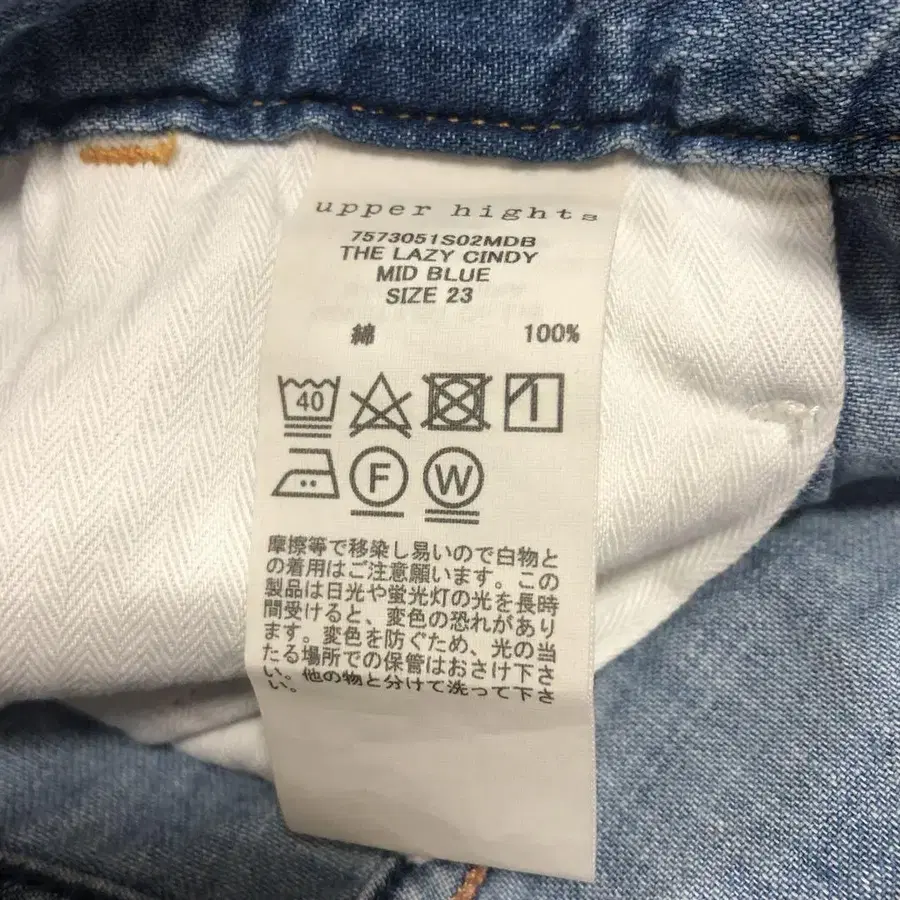 upper hights
7573051S02MDB
THE LAZY CINDY
MID BLUE
SIZE 23
綿 100%
40
F W
摩擦等で移染し易いので白物と
の着用はご注意願います。この
製品は日光や蛍光灯の光を長時
間受けると、変色の恐れがあり
ます。変色を防ぐため、光の当
たる場所での保管はおさけ下さ
い。他の物と分けて洗って下さ
い。